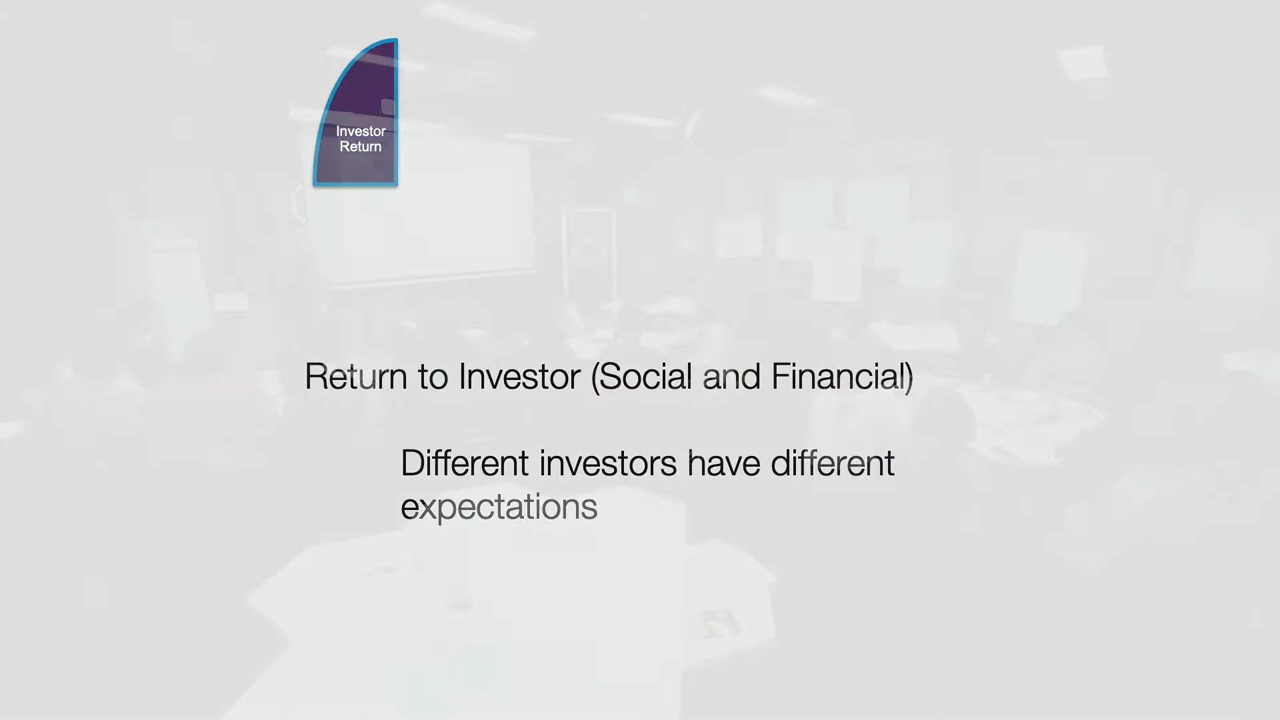 Investor
Return
Return to Investor (Social and Financial)
Different investors have different
expectations